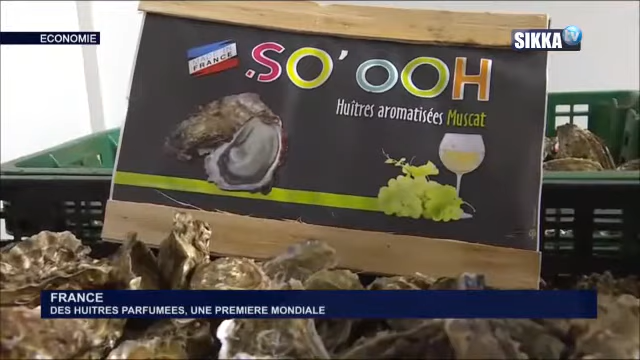 ECONOMIE
SIKKA TV
FRANCE
SO'OOH
Huîtres aromatisées Muscat
FRANCE
DES HUITRES PARFUMEES, UNE PREMIERE MONDIALE